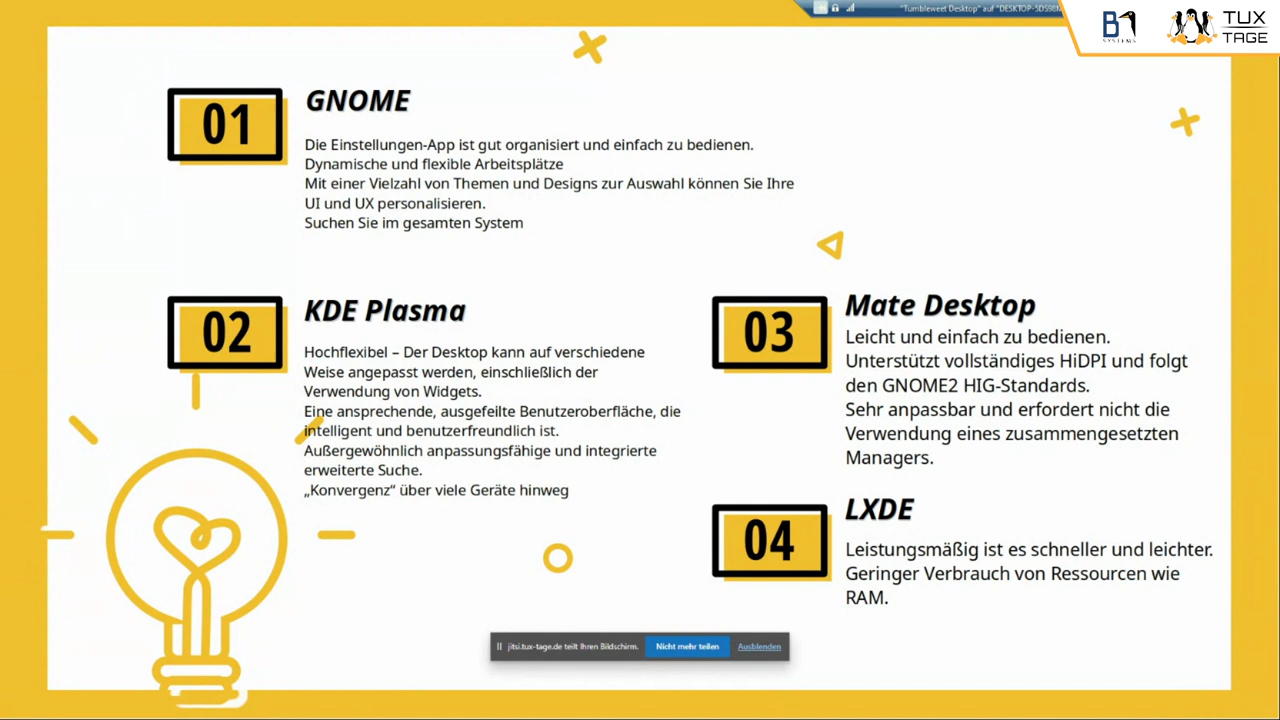 "Tumbleweet Desktop" auf "DESKTOP-5DS98
B1
SYSTEMS
TUX
TAGE
01
GNOME
Die Einstellungen-App ist gut organisiert und einfach zu bedienen.
Dynamische und flexible Arbeitsplätze
Mit einer Vielzahl von Themen und Designs zur Auswahl können Sie Ihre
UI und UX personalisieren.
Suchen Sie im gesamten System
02
KDE Plasma
Hochflexibel – Der Desktop kann auf verschiedene
Weise angepasst werden, einschließlich der
Verwendung von Widgets.
Eine ansprechende, ausgefeilte Benutzeroberfläche, die
intelligent und benutzerfreundlich ist.
Außergewöhnlich anpassungsfähige und integrierte
erweiterte Suche.
„Konvergenz“ über viele Geräte hinweg
03
Mate Desktop
Leicht und einfach zu bedienen.
Unterstützt vollständiges HiDPI und folgt
den GNOME2 HIG-Standards.
Sehr anpassbar und erfordert nicht die
Verwendung eines zusammengesetzten
Managers.
04
LXDE
Leistungsmäßig ist es schneller und leichter.
Geringer Verbrauch von Ressourcen wie
RAM.
jitsi.tux-tage.de teilt Ihren Bildschirm. Nicht mehr teilen Ausblenden